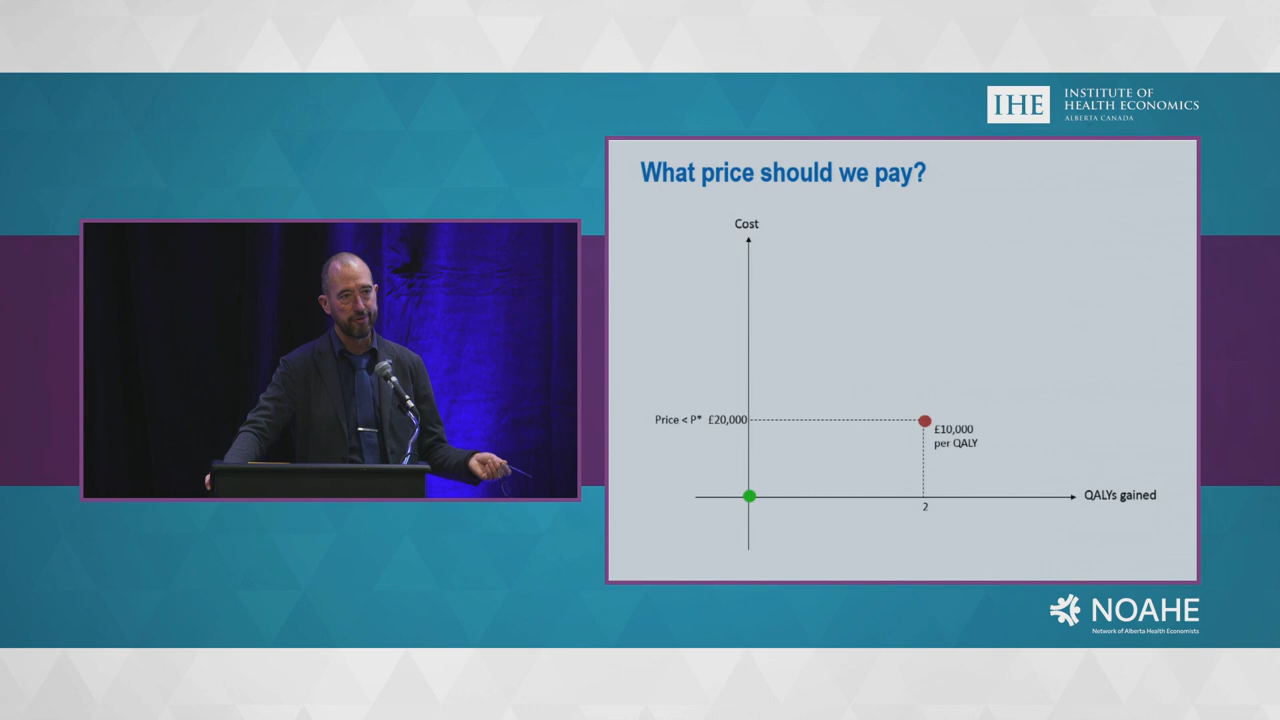 IHE
INSTITUTE OF
HEALTH ECONOMICS
ALBERTA CANADA
What price should we pay?
Cost
Price < P* £20,000
£10,000
per QALY
QALYs gained
2
NOAHE
Network of Alberta Health Economists